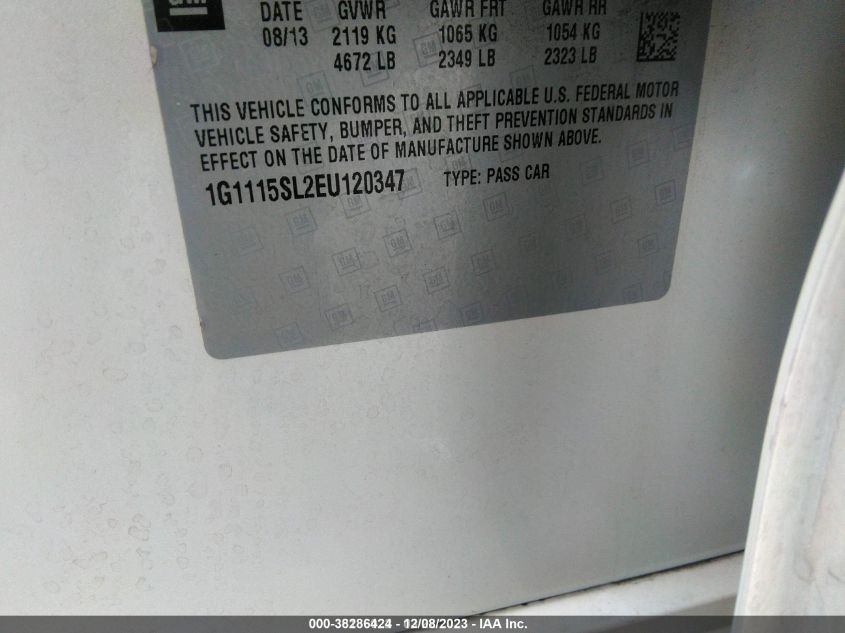 GM
DATE GVWR GAWR FRT GAWR RR
08/13 2119 KG 1065 KG 1054 KG
4672 LB 2349 LB 2323 LB
THIS VEHICLE CONFORMS TO ALL APPLICABLE U.S. FEDERAL MOTOR
VEHICLE SAFETY, BUMPER, AND THEFT PREVENTION STANDARDS IN
EFFECT ON THE DATE OF MANUFACTURE SHOWN ABOVE.
1G1115SL2EU120347 TYPE: PASS CAR
000-38286424 - 12/08/2023 - IAA Inc.